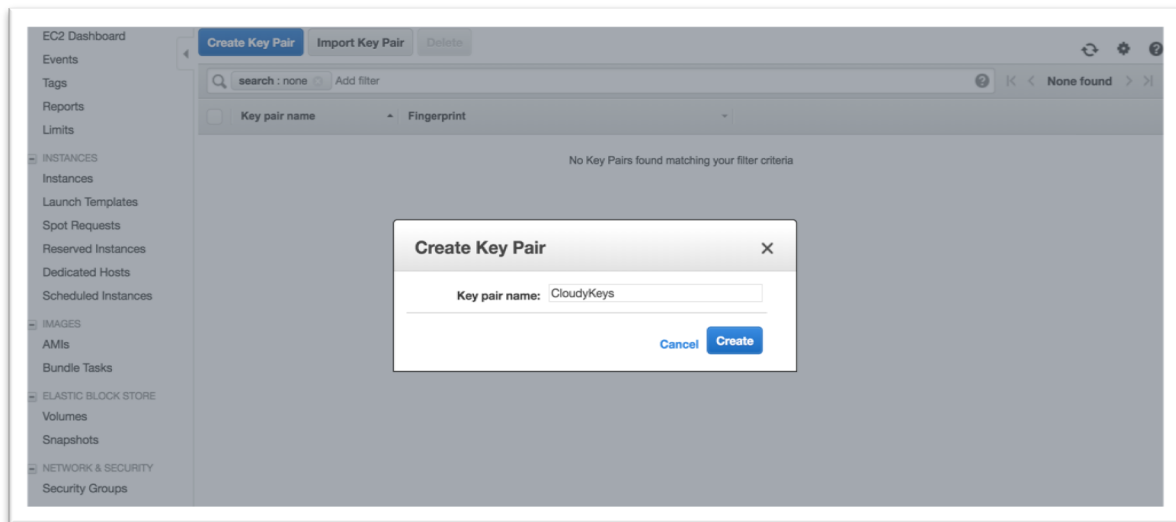 EC2 Dashboard
Events
Tags
Reports
Limits
INSTANCES
Instances
Launch Templates
Spot Requests
Reserved Instances
Dedicated Hosts
Scheduled Instances
IMAGES
AMIs
Bundle Tasks
ELASTIC BLOCK STORE
Volumes
Snapshots
NETWORK & SECURITY
Security Groups
Create Key Pair Import Key Pair Delete
search : none Add filter None found
Key pair name Fingerprint
No Key Pairs found matching your filter criteria
Create Key Pair
Key pair name: CloudyKeys
Cancel Create